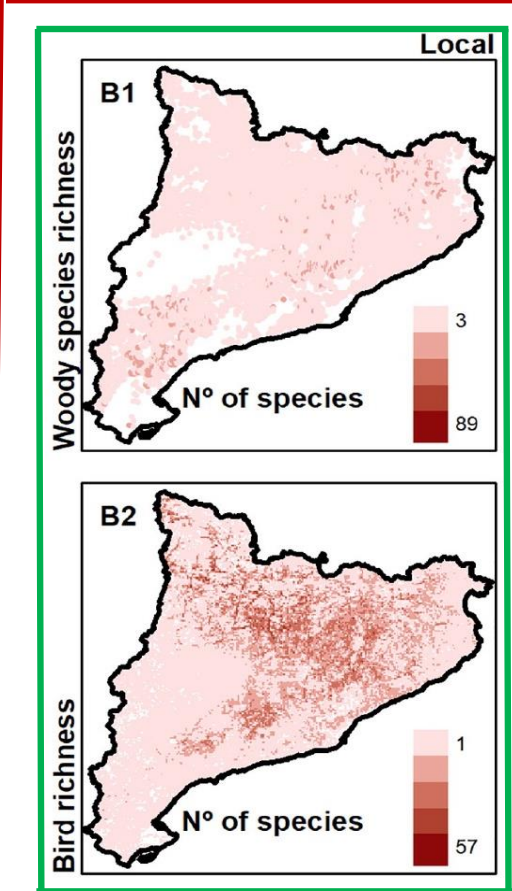 Local
B1
Woody species richness
3
Nº of species
89
B2
Bird richness
1
Nº of species
57